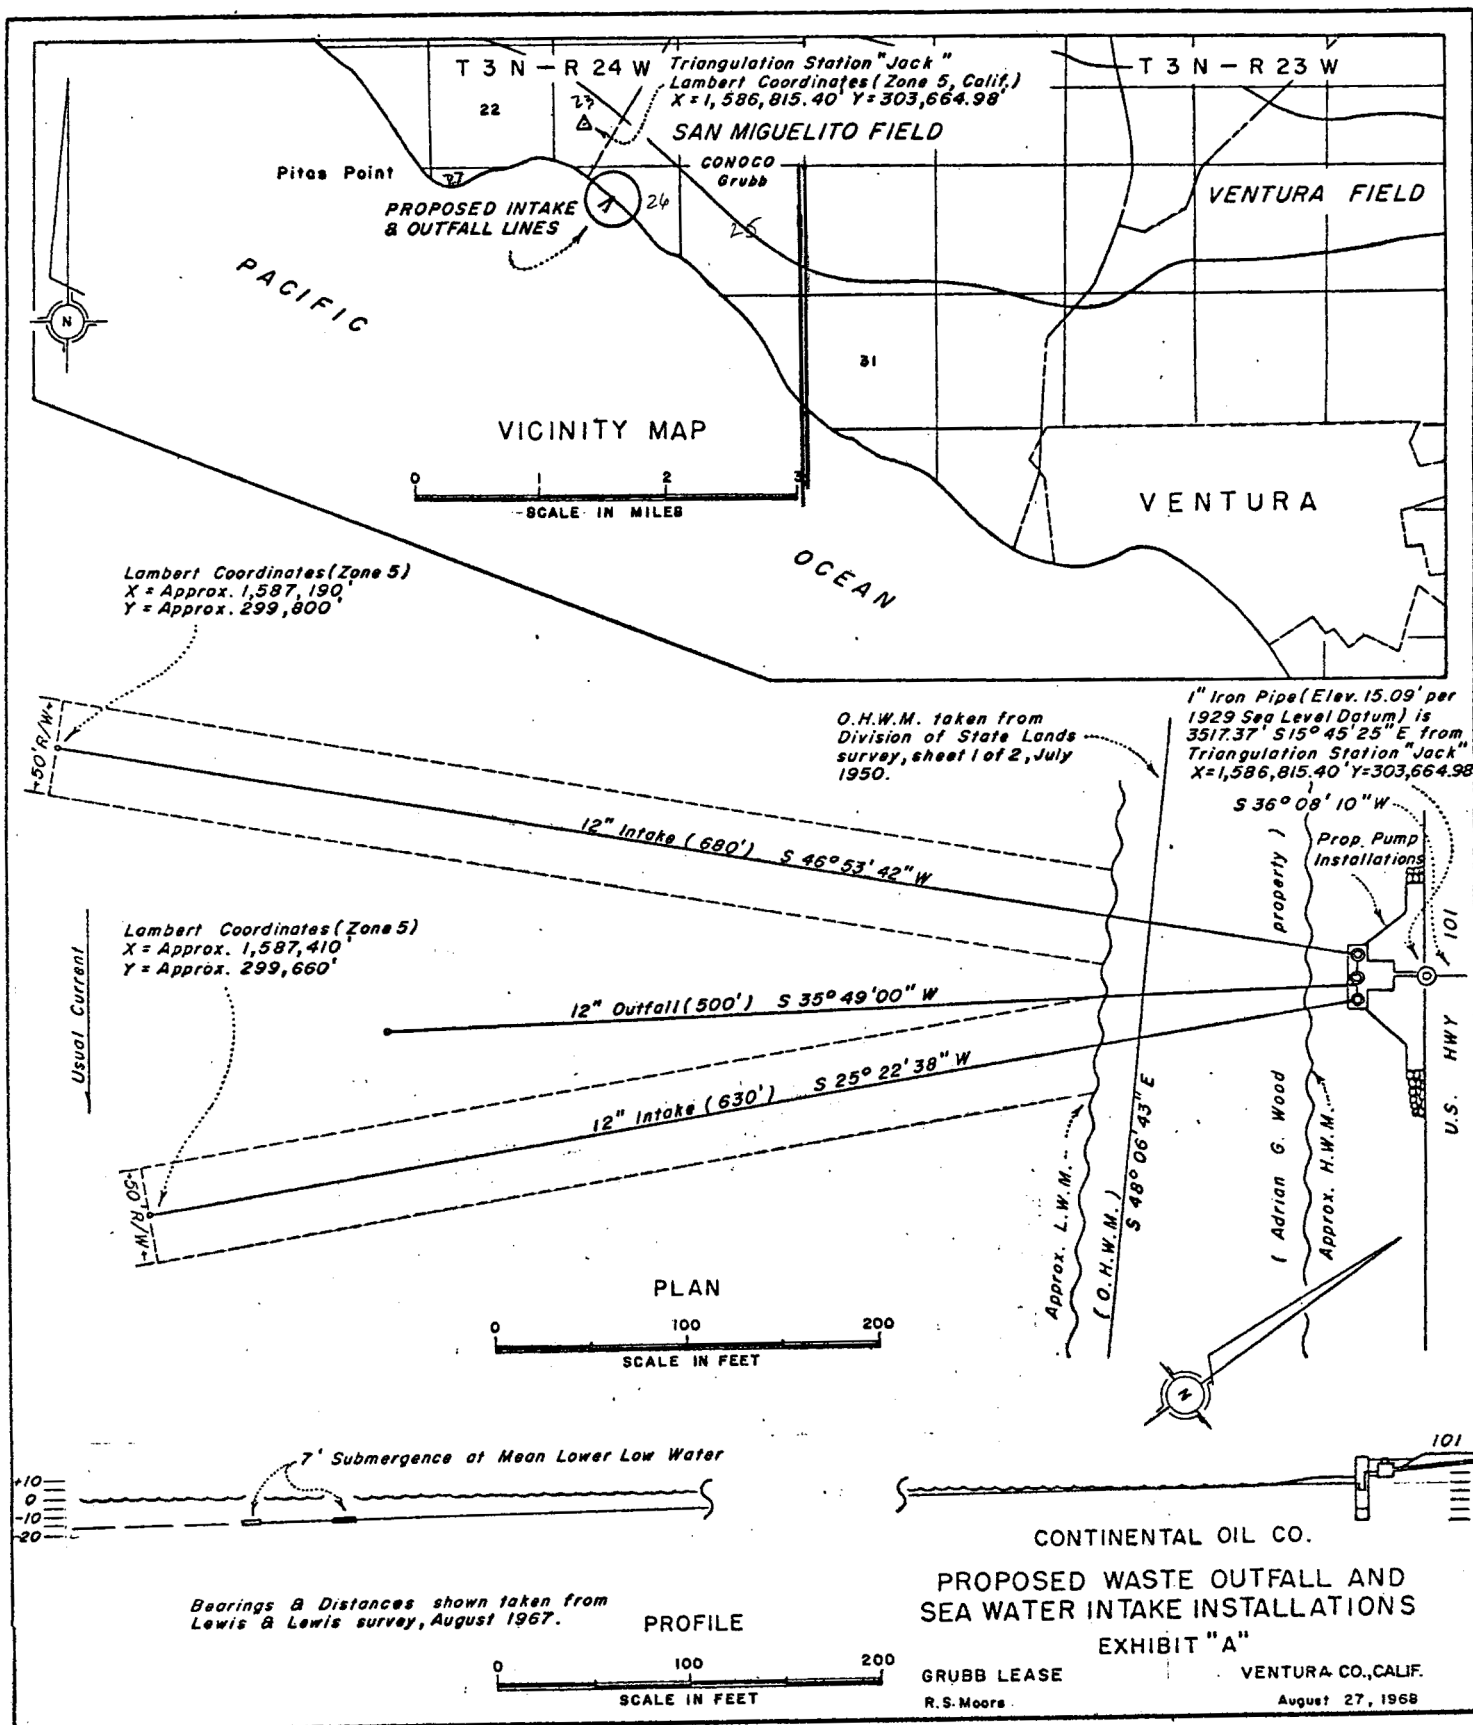 T 3 N — R 24 W
Triangulation Station "Jack"
Lambert Coordinates (Zone 5, Calif.)
X = 1,586,815.40' Y = 303,664.98'
T 3 N — R 23 W
22
23
SAN MIGUELITO FIELD
CONOCO
Grubb
Pitas Point
27
26
25
VENTURA FIELD
PROPOSED INTAKE
& OUTFALL LINES
PACIFIC
N
31
VICINITY MAP
0 1 2 3
SCALE IN MILES
VENTURA
OCEAN
Lambert Coordinates (Zone 5)
X = Approx. 1,587,190'
Y = Approx. 299,800'
50' R/W
O.H.W.M. taken from
Division of State Lands
survey, sheet 1 of 2, July
1950.
1" Iron Pipe (Elev. 15.09' per
1929 Sea Level Datum) is
3517.37' S 15° 45' 25" E from
Triangulation Station "Jack"
X=1,586,815.40' Y=303,664.98
S 36° 08' 10" W
Prop. Pump
Installations
12" Intake (680') S 46° 53' 42" W
Lambert Coordinates (Zone 5)
X = Approx. 1,587,410'
Y = Approx. 299,660'
Usual Current
12" Outfall (500') S 35° 49' 00" W
12" Intake (630') S 25° 22' 38" W
50' R/W
Approx. L.W.M.
(O.H.W.M.)
S 48° 06' 43" E
( Adrian G. Wood property )
Approx. H.W.M.
U.S. HWY 101
PLAN
0 100 200
SCALE IN FEET
N
7' Submergence at Mean Lower Low Water
101
+10
0
-10
-20
CONTINENTAL OIL CO.
PROPOSED WASTE OUTFALL AND
SEA WATER INTAKE INSTALLATIONS
EXHIBIT "A"
Bearings & Distances shown taken from
Lewis & Lewis survey, August 1967.
PROFILE
0 100 200
SCALE IN FEET
GRUBB LEASE
VENTURA CO., CALIF.
R.S. Moors
August 27, 1968